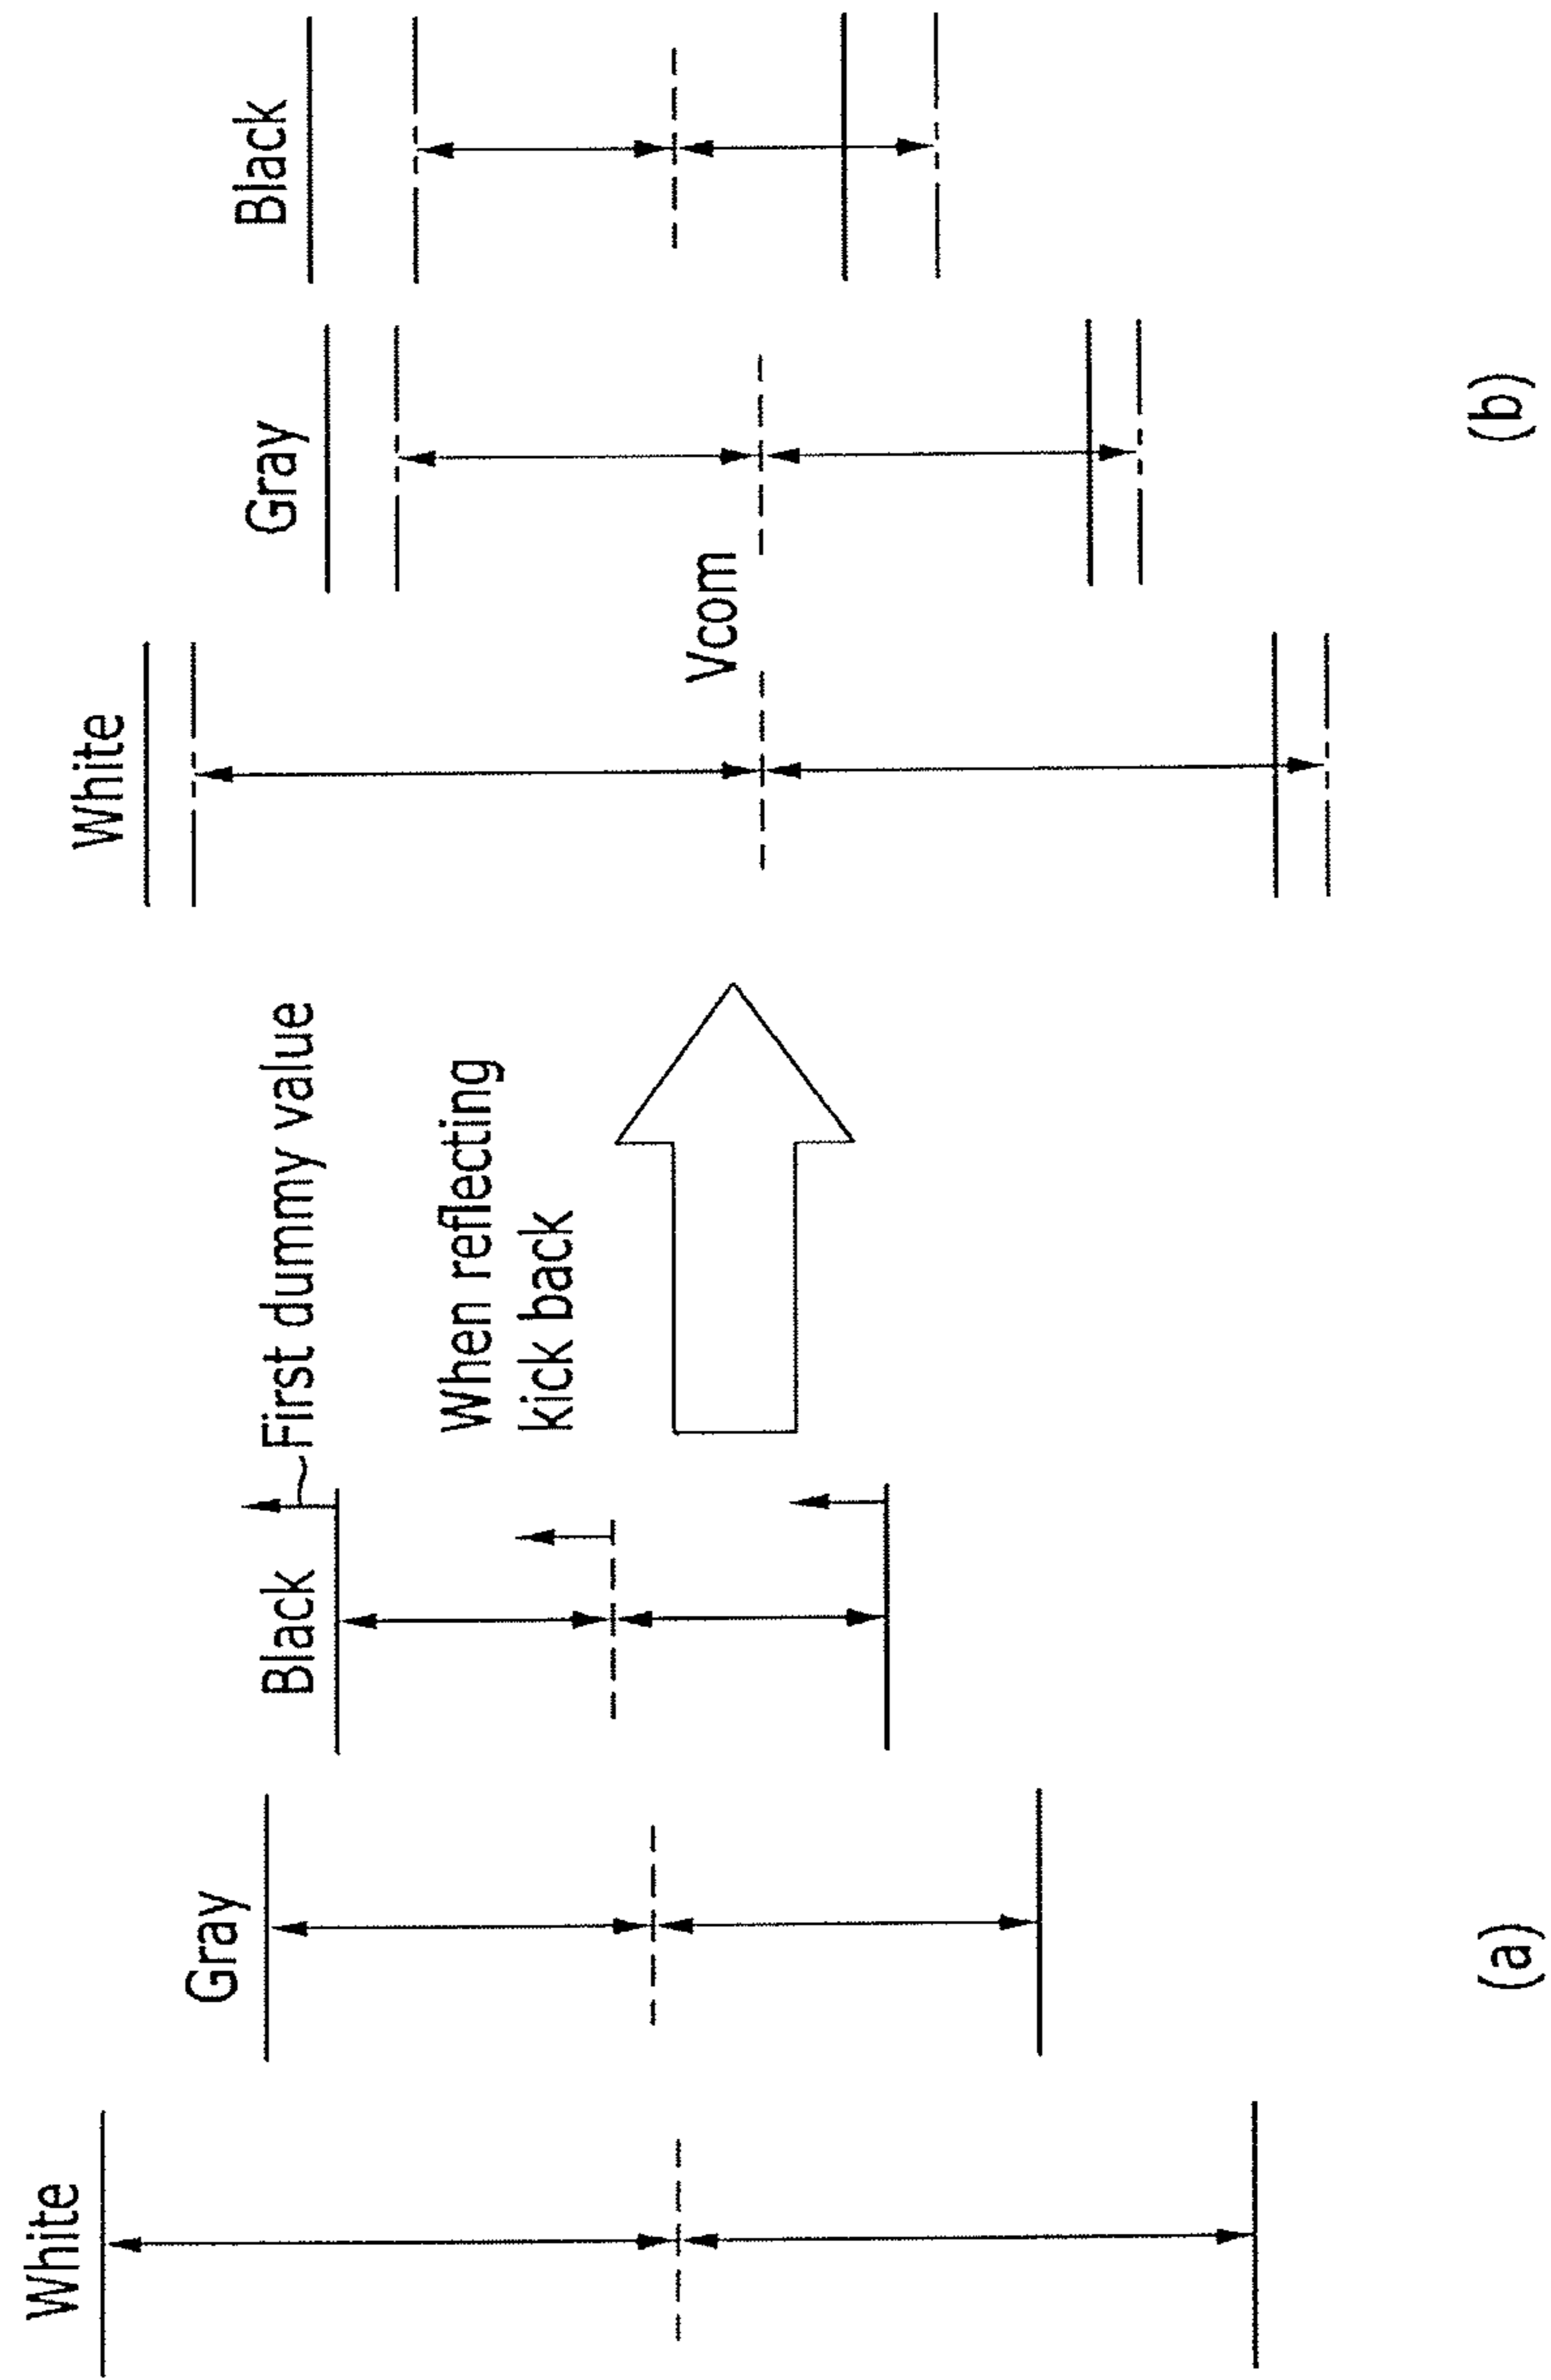 White
Gray
Black
First dummy value
When reflecting
kick back
White
Gray
Black
Vcom
(a)
(b)